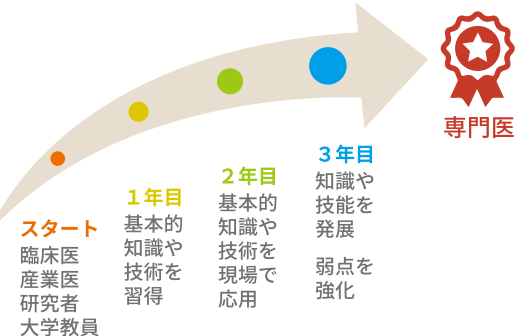 専門医
スタート
臨床医
産業医
研究者
大学教員
１年目
基本的
知識や
技術を
習得
２年目
基本的
知識や
技術を
現場で
応用
３年目
知識や
技能を
発展
弱点を
強化